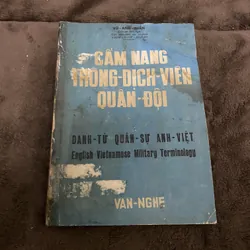 CẨM NANG
THÔNG-DỊCH-VIÊN
QUÂN-ĐỘI
DANH-TỪ QUÂN-SỰ ANH-VIỆT
English Vietnamese Military Terminology
VĂN-NGHỆ